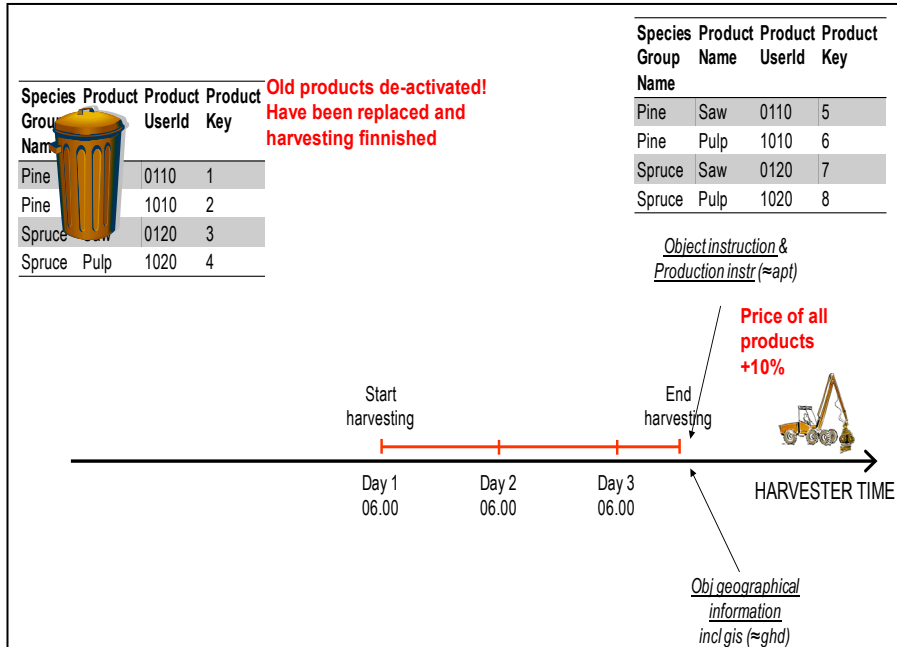 Species Product Product Product
Group UserId Key
Name
Pine 0110 1
Pine 1010 2
Spruce Saw 0120 3
Spruce Pulp 1020 4
Old products de-activated!
Have been replaced and
harvesting finnished
Species Product Product Product
Group Name UserId Key
Name
Pine Saw 0110 5
Pine Pulp 1010 6
Spruce Saw 0120 7
Spruce Pulp 1020 8
Object instruction &
Production instr (≈apt)
Price of all
products
+10%
Start
harvesting
End
harvesting
Day 1
06.00
Day 2
06.00
Day 3
06.00
HARVESTER TIME
Obj geographical
information
incl gis (≈ghd)